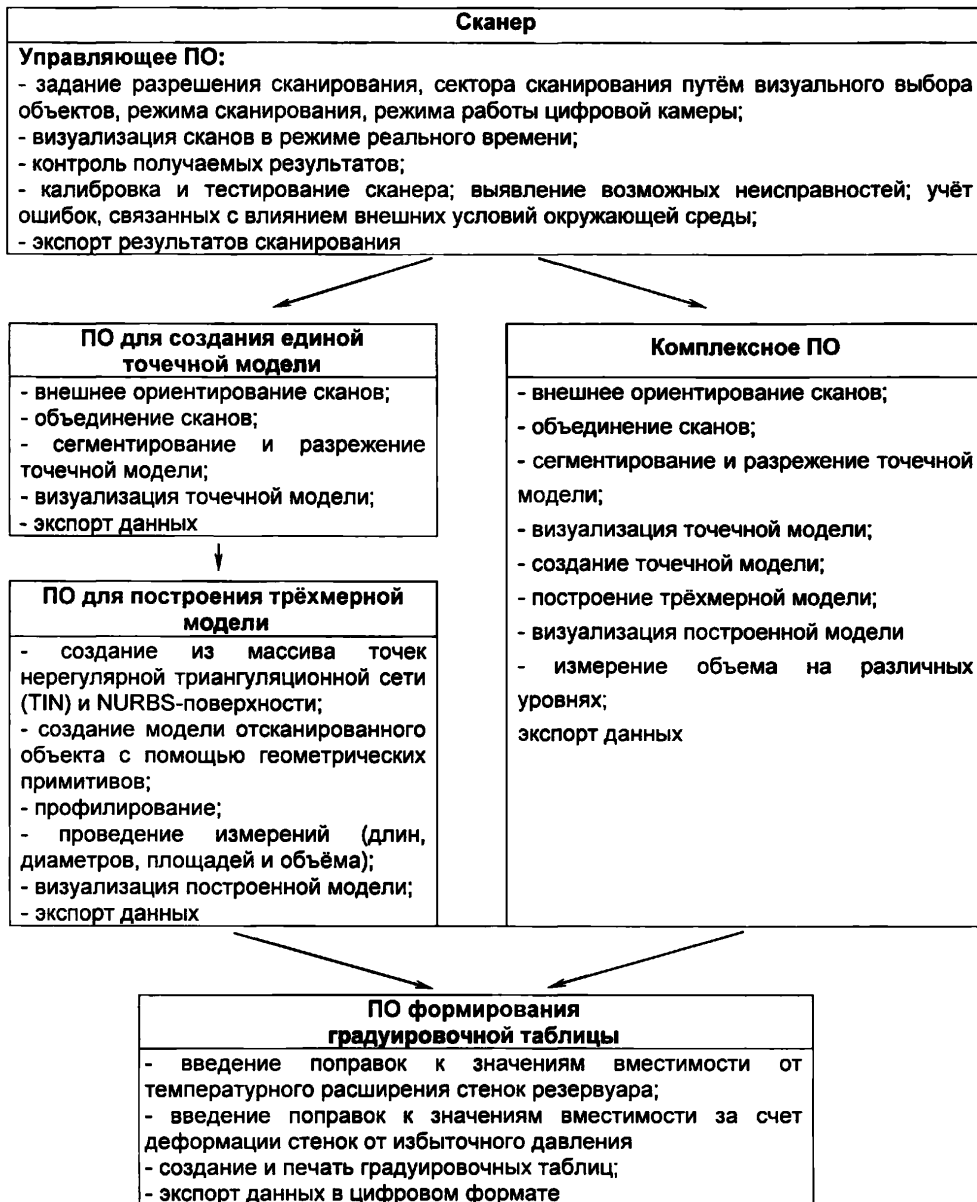 Сканер
Управляющее ПО:
- задание разрешения сканирования, сектора сканирования путём визуального выбора
объектов, режима сканирования, режима работы цифровой камеры;
- визуализация сканов в режиме реального времени;
- контроль получаемых результатов;
- калибровка и тестирование сканера; выявление возможных неисправностей; учёт
ошибок, связанных с влиянием внешних условий окружающей среды;
- экспорт результатов сканирования
ПО для создания единой
точечной модели
- внешнее ориентирование сканов;
- объединение сканов;
- сегментирование и разрежение
точечной модели;
- визуализация точечной модели;
- экспорт данных
ПО для построения трёхмерной
модели
- создание из массива точек
нерегулярной триангуляционной сети
(TIN) и NURBS-поверхности;
- создание модели отсканированного
объекта с помощью геометрических
примитивов;
- профилирование;
- проведение измерений (длин,
диаметров, площадей и объёма);
- визуализация построенной модели;
- экспорт данных
Комплексное ПО
- внешнее ориентирование сканов;
- объединение сканов;
- сегментирование и разрежение точечной
модели;
- визуализация точечной модели;
- создание точечной модели;
- построение трёхмерной модели;
- визуализация построенной модели
- измерение объема на различных
уровнях;
экспорт данных
ПО формирования
градуировочной таблицы
- введение поправок к значениям вместимости от
температурного расширения стенок резервуара;
- введение поправок к значениям вместимости за счет
деформации стенок от избыточного давления
- создание и печать градуировочных таблиц;
- экспорт данных в цифровом формате